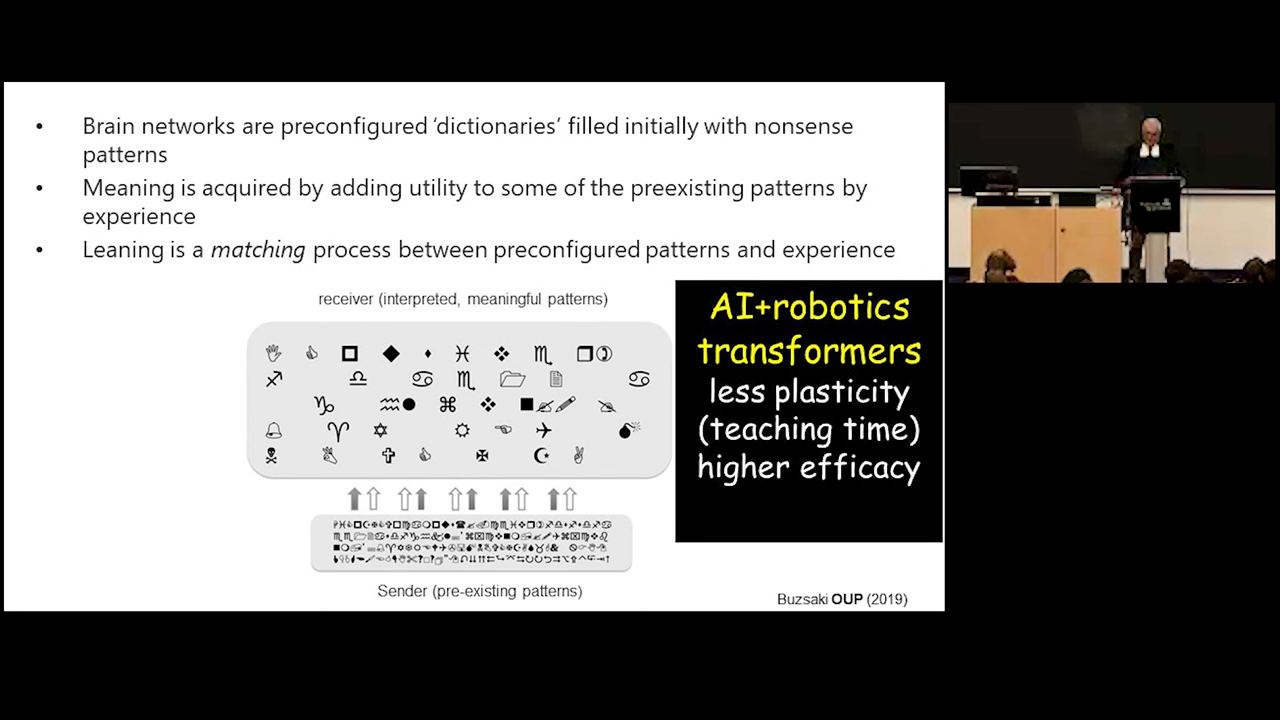 • Brain networks are preconfigured ‘dictionaries’ filled initially with nonsense
patterns
• Meaning is acquired by adding utility to some of the preexisting patterns by
experience
• Leaning is a matching process between preconfigured patterns and experience
receiver (interpreted, meaningful patterns)
AI+robotics
transformers
less plasticity
(teaching time)
higher efficacy
Sender (pre-existing patterns)
Buzsaki OUP (2019)